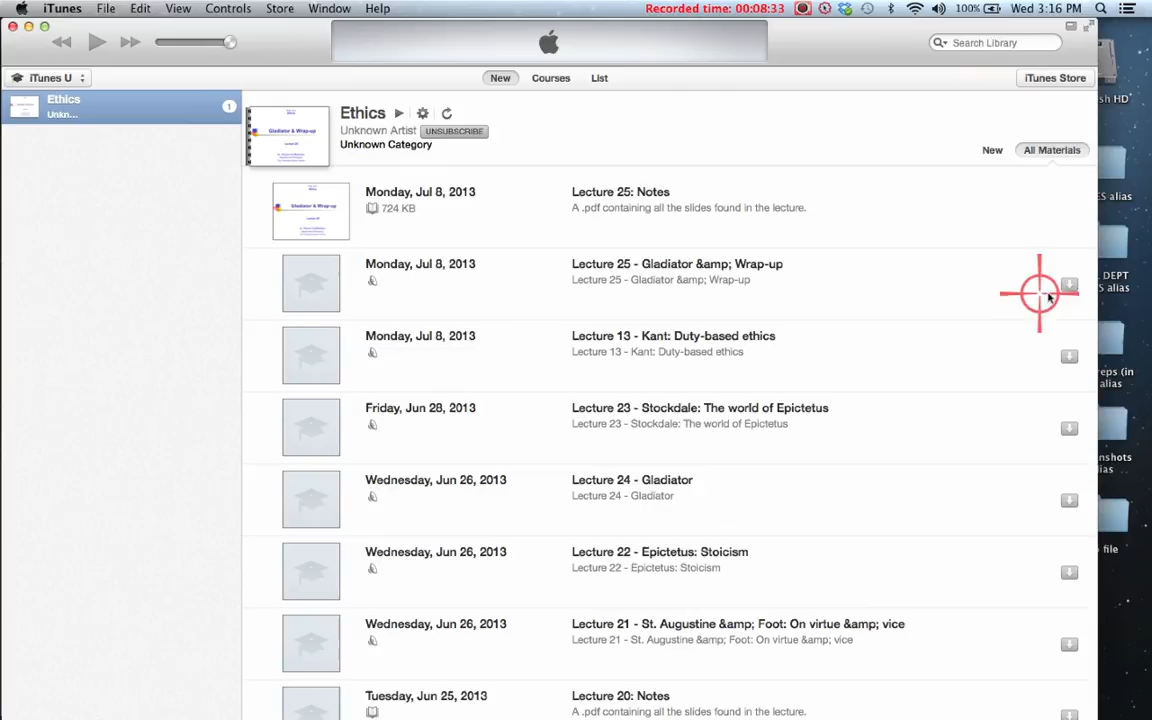 iTunes File Edit View Controls Store Window Help Recorded time: 00:08:33 100% Wed 3:16 PM
Search Library
iTunes U New Courses List iTunes Store
Ethics
Unkn...
1
Gladiator & Wrap-up
Ethics
Unknown Artist UNSUBSCRIBE
Unknown Category
New All Materials
Gladiator & Wrap-up
Monday, Jul 8, 2013 Lecture 25: Notes
724 KB A .pdf containing all the slides found in the lecture.
Monday, Jul 8, 2013 Lecture 25 - Gladiator &amp; Wrap-up
Lecture 25 - Gladiator &amp; Wrap-up
Monday, Jul 8, 2013 Lecture 13 - Kant: Duty-based ethics
Lecture 13 - Kant: Duty-based ethics
Friday, Jun 28, 2013 Lecture 23 - Stockdale: The world of Epictetus
Lecture 23 - Stockdale: The world of Epictetus
Wednesday, Jun 26, 2013 Lecture 24 - Gladiator
Lecture 24 - Gladiator
Wednesday, Jun 26, 2013 Lecture 22 - Epictetus: Stoicism
Lecture 22 - Epictetus: Stoicism
Wednesday, Jun 26, 2013 Lecture 21 - St. Augustine &amp; Foot: On virtue &amp; vice
Lecture 21 - St. Augustine &amp; Foot: On virtue &amp; vice
Tuesday, Jun 25, 2013 Lecture 20: Notes
A .pdf containing all the slides found in the lecture.
sh HD
ES alias
L DEPT
S alias
reps (in
alias
nshots
ias
file